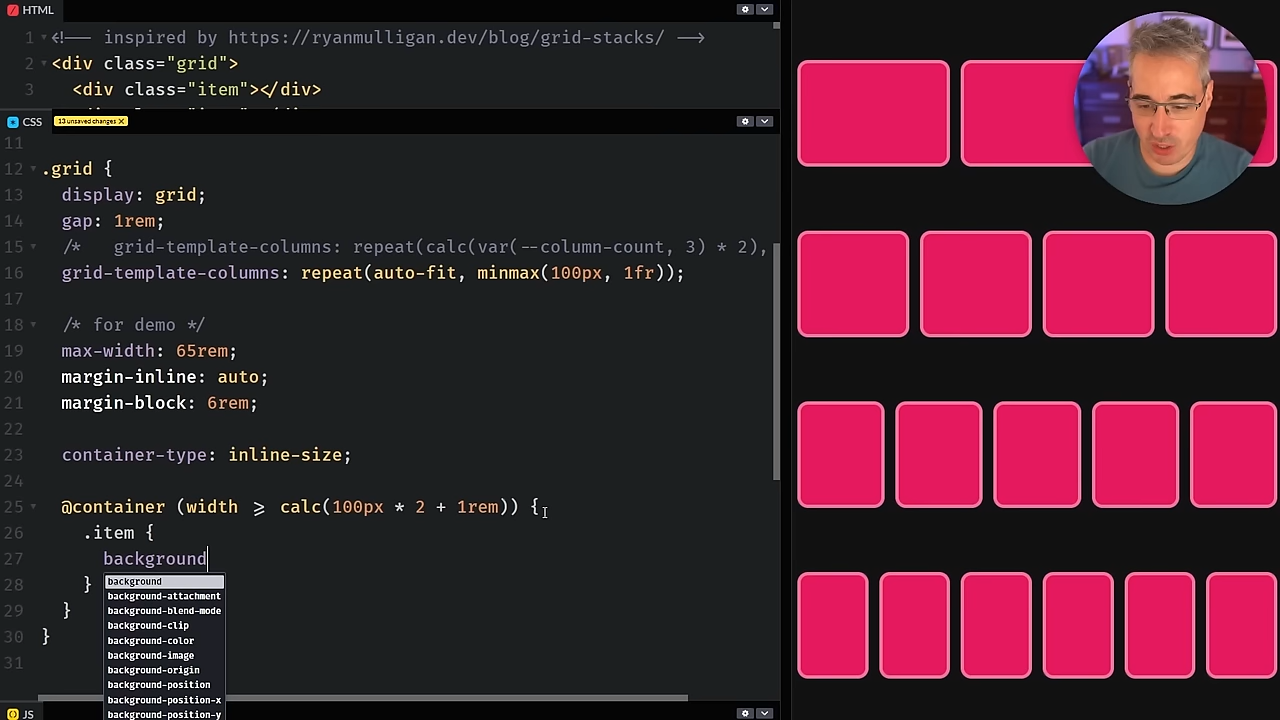 HTML
1 <!-- inspired by https://ryanmulligan.dev/blog/grid-stacks/ -->
2 <div class="grid">
3 <div class="item"></div>
CSS 13 unsaved changes X
11
12 .grid {
13 display: grid;
14 gap: 1rem;
15 /* grid-template-columns: repeat(calc(var(--column-count, 3) * 2),
16 grid-template-columns: repeat(auto-fit, minmax(100px, 1fr));
17
18 /* for demo */
19 max-width: 65rem;
20 margin-inline: auto;
21 margin-block: 6rem;
22
23 container-type: inline-size;
24
25 @container (width >= calc(100px * 2 + 1rem)) {
26 .item {
27 background
28 }
29 }
30 }
31
background
background-attachment
background-blend-mode
background-clip
background-color
background-image
background-origin
background-position
background-position-x
background-position-y
JS